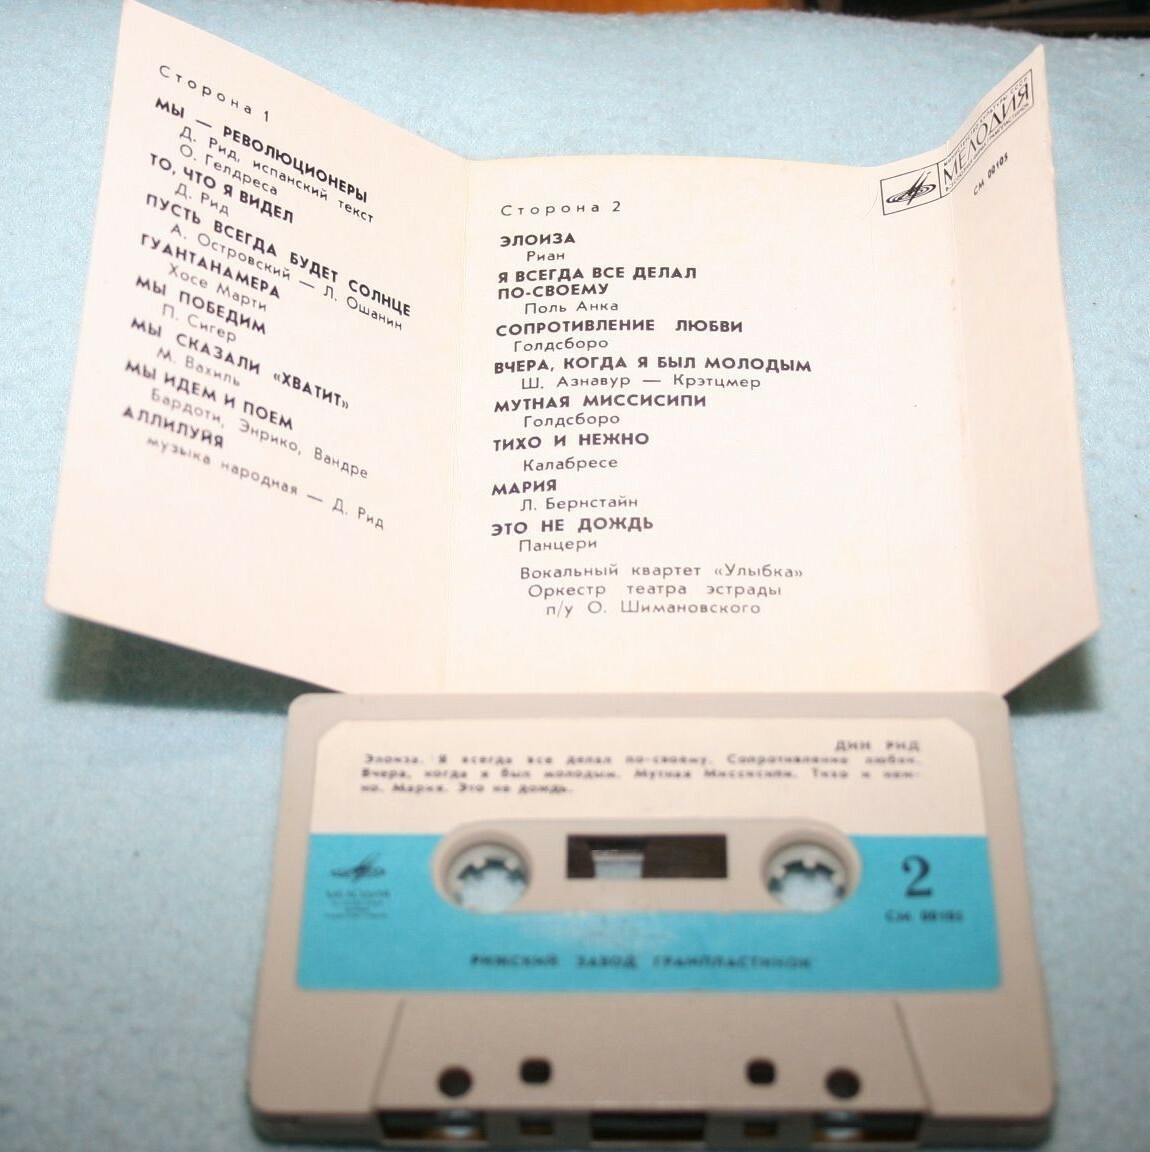 Сторона 1
МЫ — РЕВОЛЮЦИОНЕРЫ
Д. Рид, испанский текст
О. Гелдреса
ТО, ЧТО Я ВИДЕЛ
Д. Рид
ПУСТЬ ВСЕГДА БУДЕТ СОЛНЦЕ
А. Островский — Л. Ошанин
ГУАНТАНАМЕРА
Хосе Марти
МЫ ПОБЕДИМ
П. Сигер
МЫ СКАЗАЛИ «ХВАТИТ»
М. Вахиль
МЫ ИДЕМ И ПОЕМ
Бардоти, Энрико, Вандре
АЛЛИЛУЙЯ
музыка народная — Д. Рид
Сторона 2
ЭЛОИЗА
Риан
Я ВСЕГДА ВСЕ ДЕЛАЛ
ПО-СВОЕМУ
Поль Анка
СОПРОТИВЛЕНИЕ ЛЮБВИ
Голдсборо
ВЧЕРА, КОГДА Я БЫЛ МОЛОДЫМ
Ш. Азнавур — Крэтцмер
МУТНАЯ МИССИСИПИ
Голдсборо
ТИХО И НЕЖНО
Калабресе
МАРИЯ
Л. Бернстайн
ЭТО НЕ ДОЖДЬ
Панцери
Вокальный квартет «Улыбка»
Оркестр театра эстрады
п/у О. Шимановского
МЕЛОДИЯ
СМ 00105
ДИН РИД
Элоиза. Я всегда все делал по-своему. Сопротивление любви.
Вчера, когда я был молодым. Мутная Миссисипи. Тихо и неж-
но. Мария. Это не дождь.
МЕЛОДИЯ
2
СМ 00105
РИЖСКИЙ ЗАВОД ГРАМПЛАСТИНОК